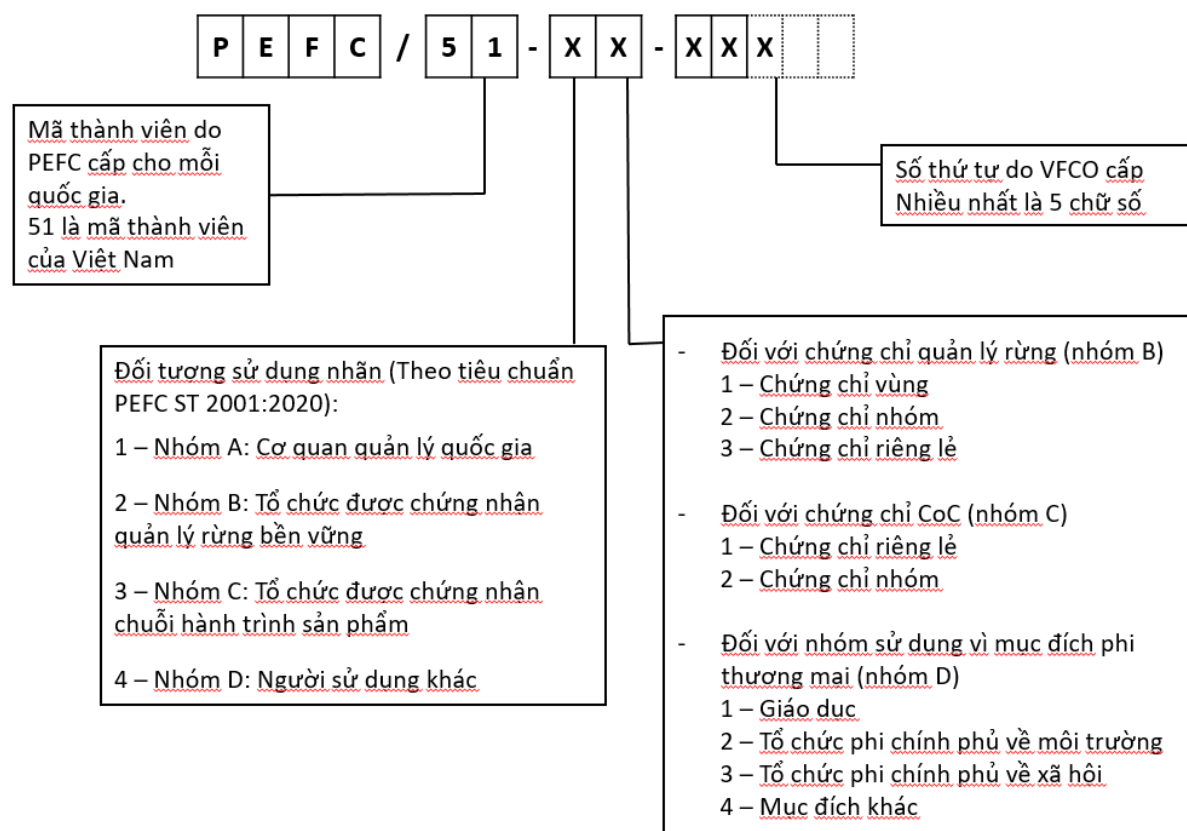 PEFC/51-XX-XXX
Mã thành viên do
PEFC cấp cho mỗi
quốc gia.
51 là mã thành viên
của Việt Nam
Số thứ tự do VFCO cấp
Nhiều nhất là 5 chữ số
Đối tượng sử dụng nhãn (Theo tiêu chuẩn
PEFC ST 2001:2020):
1 – Nhóm A: Cơ quan quản lý quốc gia
2 – Nhóm B: Tổ chức được chứng nhận
quản lý rừng bền vững
3 – Nhóm C: Tổ chức được chứng nhận
chuỗi hành trình sản phẩm
4 – Nhóm D: Người sử dụng khác
- Đối với chứng chỉ quản lý rừng (nhóm B)
1 – Chứng chỉ vùng
2 – Chứng chỉ nhóm
3 – Chứng chỉ riêng lẻ
- Đối với chứng chỉ CoC (nhóm C)
1 – Chứng chỉ riêng lẻ
2 – Chứng chỉ nhóm
- Đối với nhóm sử dụng vì mục đích phi
thương mai (nhóm D)
1 – Giáo dục
2 – Tổ chức phi chính phủ về môi trường
3 – Tổ chức phi chính phủ về xã hội
4 – Mục đích khác